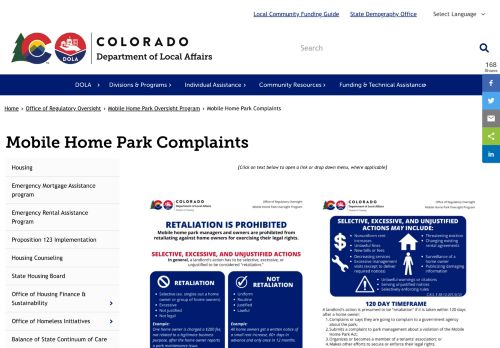 Local Community Funding Guide State Demography Office Select Language
COLORADO
Department of Local Affairs
DOLA
Search
168
Shares
DOLA Divisions & Programs Individual Assistance Community Resources Funding & Technical Assistance
Home › Office of Regulatory Oversight › Mobile Home Park Oversight Program › Mobile Home Park Complaints
Mobile Home Park Complaints
Housing
Emergency Mortgage Assistance
program
Emergency Rental Assistance
Program
Proposition 123 Implementation
Housing Counseling
State Housing Board
Office of Housing Finance &
Sustainability
Office of Homeless Initiatives
Balance of State Continuum of Care
[Click on text below to open a link or drop down menu, where applicable]
COLORADO
Department of Local Affairs
Office of Regulatory Oversight
Mobile Home Park Oversight Program
RETALIATION IS PROHIBITED
Mobile home park managers and owners are prohibited from
retaliating against home owners for exercising their legal rights.
SELECTIVE, EXCESSIVE, AND UNJUSTIFIED ACTIONS
In general, a landlord's action has to be selective, excessive, or
unjustified to be considered "retaliation."
RETALIATION
Selective (ex. singles out a home
owner or group of home owners)
Excessive
Not justified
Not legal
Example:
One home owner is charged a $200 fee,
not related to a legitimate business
purpose, after the home owner reports
a park maintenance issue.
NOT
RETALIATION
Uniform
Routine
Justified
Lawful
Example:
All home owners get a written notice of
a small rent increase, 60+ days in
advance and only once in 12 months.
COLORADO
Department of Local Affairs
Office of Regulatory Oversight
Mobile Home Park Oversight Program
SELECTIVE, EXCESSIVE, AND UNJUSTIFIED
ACTIONS MAY INCLUDE:
Nonuniform rent
increases
Unlawful fines
New bills or fees
Decreasing services
Excessive management
visits (except to deliver
required notices)
Threatening eviction
Changing existing
rental agreements
Surveillance of a
home owner
Publicizing damaging
information
Unlawful warnings or citations
Serving unjustified notices
Selectively enforcing rules
120 DAY TIMEFRAME
A landlord's action is presumed to be "retaliation" if it is taken within 120 days
after a home owner:
1. Complains or says they are going to complain to a government agency
about the park;
2. Submits a complaint to park management about a violation of the Mobile
Home Park Act;
3. Organizes or becomes a member of a tenants' association; or
4. Makes other efforts to secure or enforce their legal rights.